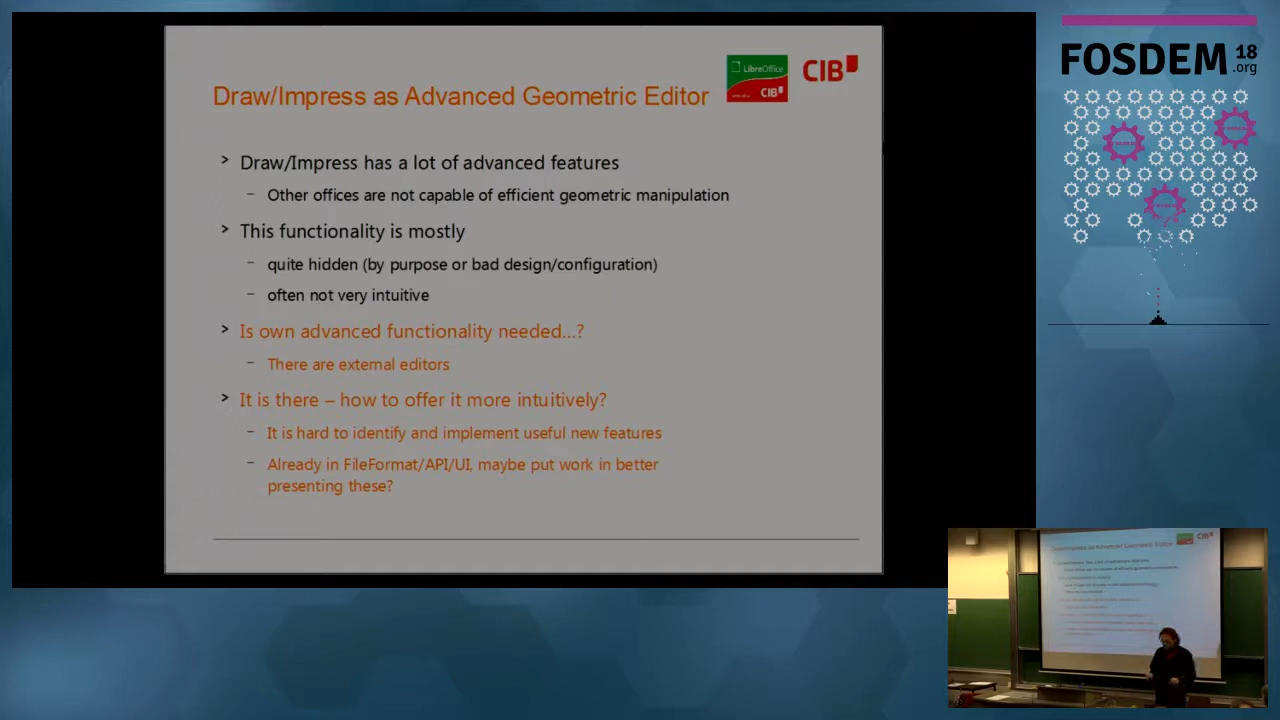 Draw/Impress as Advanced Geometric Editor
LibreOffice
CIB
CIB
> Draw/Impress has a lot of advanced features
– Other offices are not capable of efficient geometric manipulation
> This functionality is mostly
– quite hidden (by purpose or bad design/configuration)
– often not very intuitive
> Is own advanced functionality needed…?
– There are external editors
> It is there – how to offer it more intuitively?
– It is hard to identify and implement useful new features
– Already in FileFormat/API/UI, maybe put work in better
presenting these?
FOSDEM 18
.org